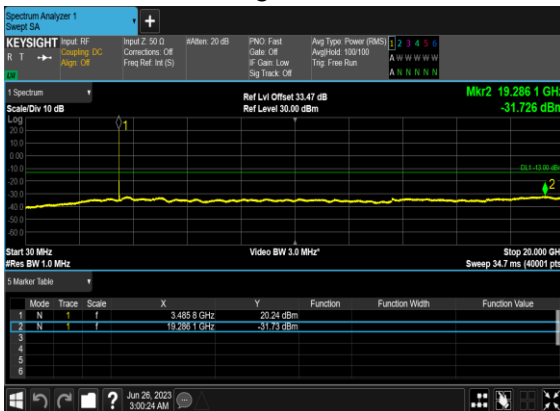 Spectrum Analyzer 1
Swept SA
KEYSIGHT Input: RF Input Z: 50 Ω #Atten: 20 dB PNO: Fast Avg Type: Power (RMS) 1 2 3 4 5 6
R T Coupling: DC Corrections: Off Gate: Off Avg|Hold: 100/100 A W W W W W
Align: Off Freq Ref: Int (S) IF Gain: Low Trig: Free Run
Sig Track: Off A N N N N N
1 Spectrum Ref Lvl Offset 33.47 dB Mkr2 19.286 1 GHz
Scale/Div 10 dB Ref Level 30.00 dBm -31.726 dBm
Log
20.0
10.0
0.00
-10.0
-20.0
-30.0
-40.0
-50.0
-60.0
1
DL1 -13.00 dBm
2
Start 30 MHz Video BW 3.0 MHz* Stop 20.000 GHz
#Res BW 1.0 MHz Sweep 34.7 ms (40001 pts)
5 Marker Table
Mode Trace Scale X Y Function Function Width Function Value
1 N 1 f 3.485 8 GHz 20.24 dBm
2 N 1 f 19.286 1 GHz -31.73 dBm
3
4
5
6
? Jun 26, 2023
3:00:24 AM